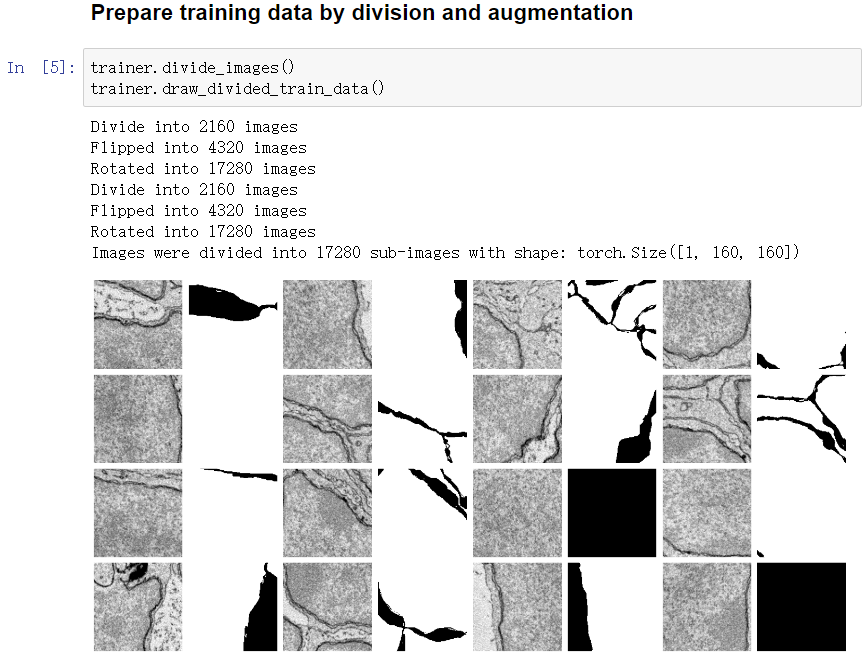 Prepare training data by division and augmentation
In [5]: trainer.divide_images()
trainer.draw_divided_train_data()
Divide into 2160 images
Flipped into 4320 images
Rotated into 17280 images
Divide into 2160 images
Flipped into 4320 images
Rotated into 17280 images
Images were divided into 17280 sub-images with shape: torch.Size([1, 160, 160])